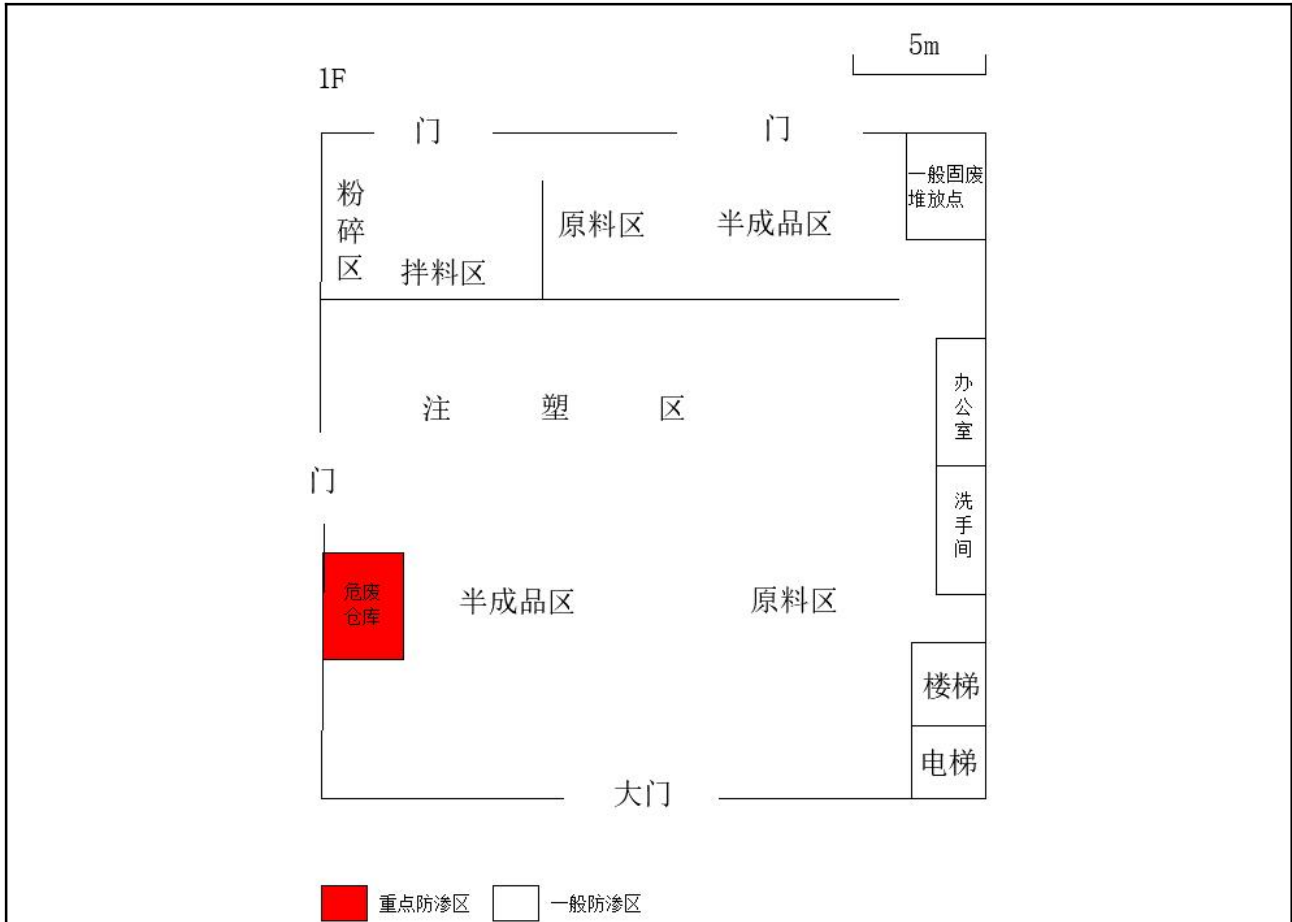 5m
1F
门
门
一般固废
堆放点
粉碎区
原料区
半成品区
拌料区
注塑区
办公室
门
洗手间
危废
仓库
半成品区
原料区
楼梯
电梯
大门
重点防渗区
一般防渗区